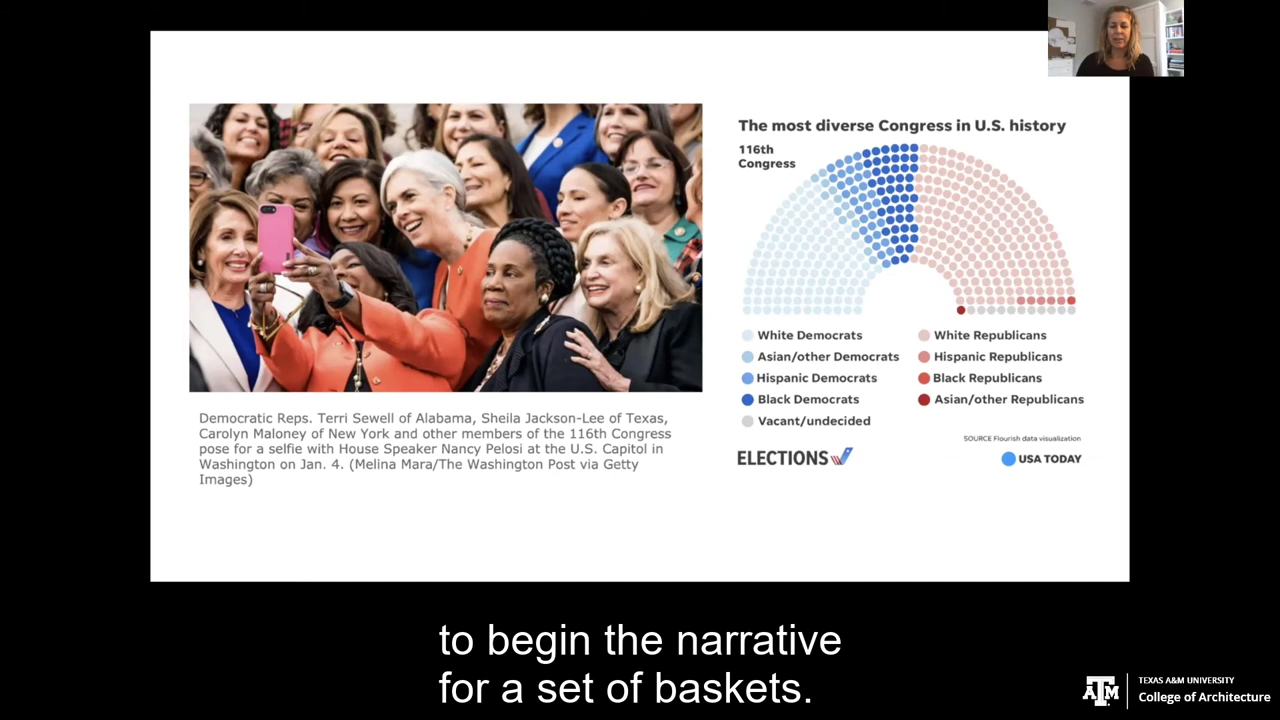 The most diverse Congress in U.S. history
116th
Congress
White Democrats
White Republicans
Asian/other Democrats
Hispanic Republicans
Hispanic Democrats
Black Republicans
Black Democrats
Asian/other Republicans
Vacant/undecided
SOURCE Flourish data visualization
ELECTIONS
USA TODAY
Democratic Reps. Terri Sewell of Alabama, Sheila Jackson-Lee of Texas,
Carolyn Maloney of New York and other members of the 116th Congress
pose for a selfie with House Speaker Nancy Pelosi at the U.S. Capitol in
Washington on Jan. 4. (Melina Mara/The Washington Post via Getty
Images)
to begin the narrative
for a set of baskets.
ATM
TEXAS A&M UNIVERSITY
College of Architecture